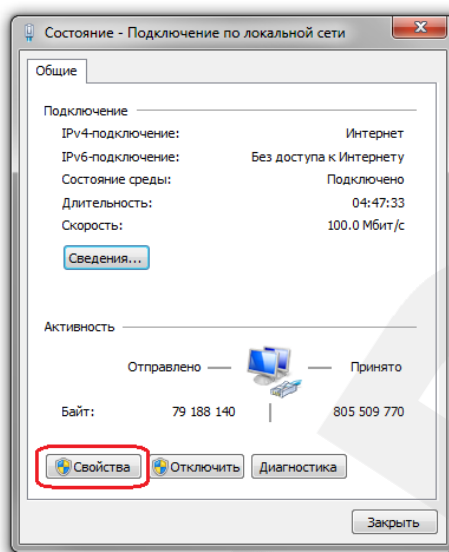 Состояние - Подключение по локальной сети
Общие
Подключение
IPv4-подключение: Интернет
IPv6-подключение: Без доступа к Интернету
Состояние среды: Подключено
Длительность: 04:47:33
Скорость: 100.0 Мбит/с
Сведения...
Активность
Отправлено — — Принято
Байт: 79 188 140 | 805 509 770
Свойства Отключить Диагностика
Закрыть